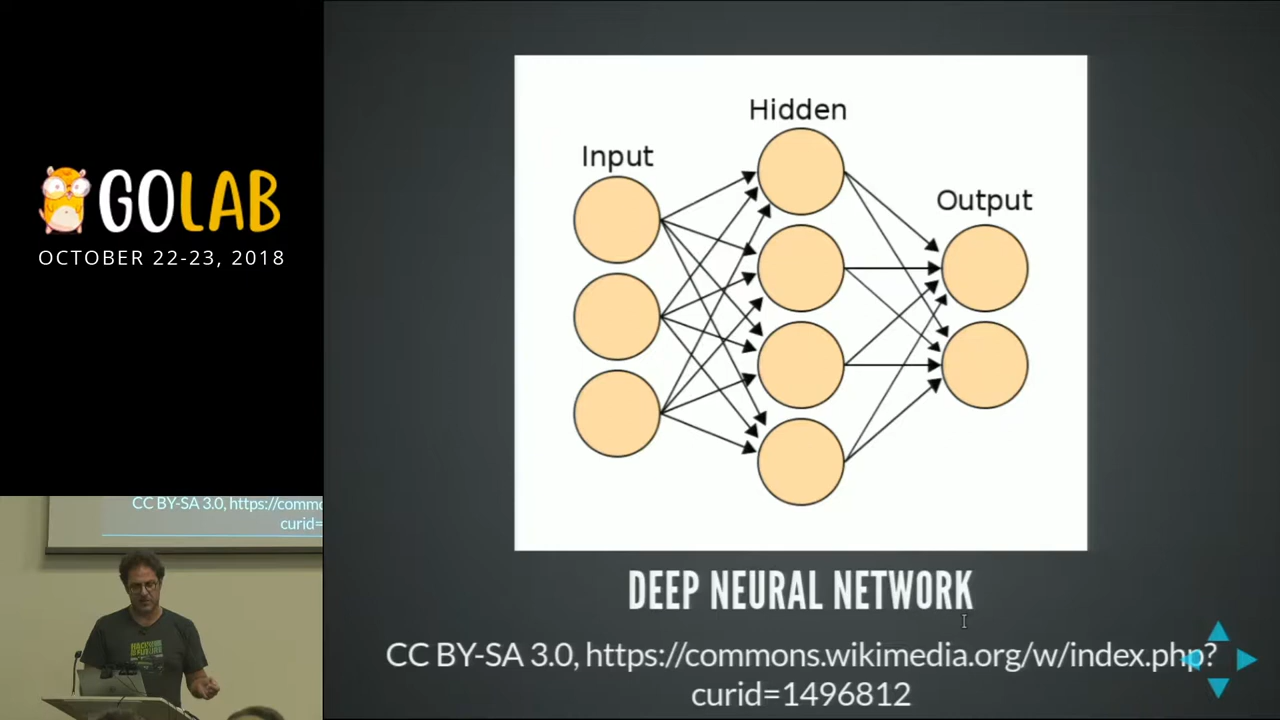 GOLAB
OCTOBER 22-23, 2018
Hidden
Input
Output
DEEP NEURAL NETWORK
CC BY-SA 3.0, https://commons.wikimedia.org/w/index.php?
curid=1496812
CC BY-SA 3.0, https://comm
curid=